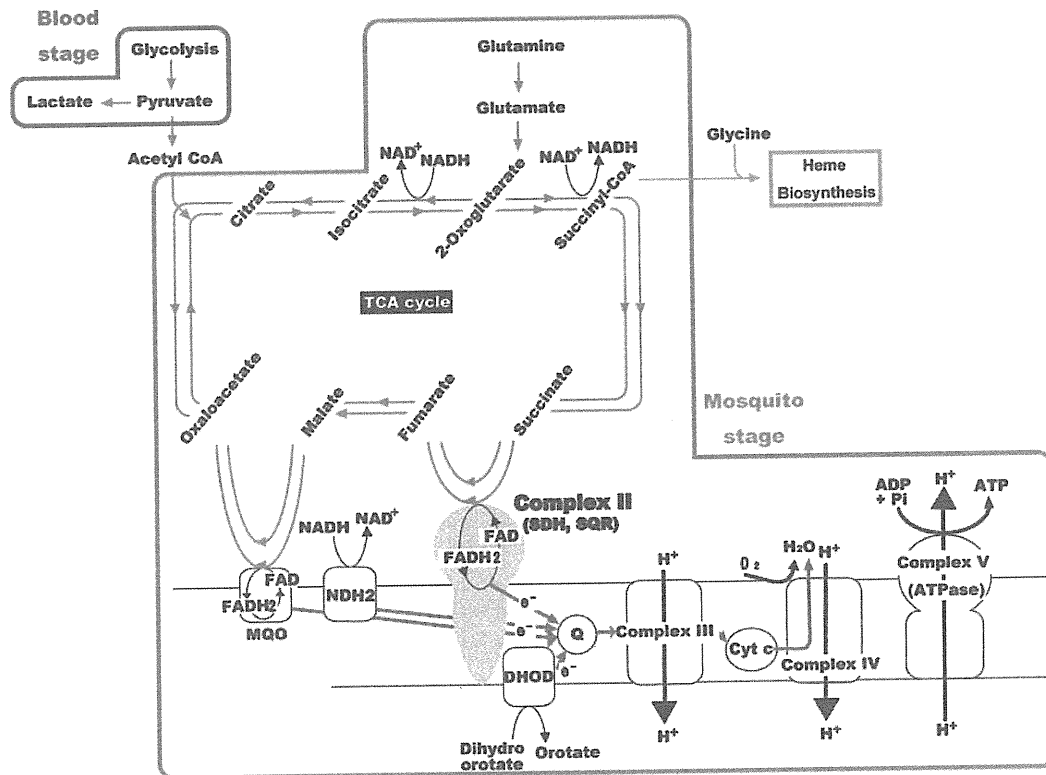 Blood
stage
Glycolysis
Lactate
Pyruvate
Acetyl CoA
Glutamine
Glutamate
NAD+
NADH
NAD+
NADH
Glycine
Heme
Biosynthesis
Citrate
Isocitrate
2-Oxoglutarate
Succinyl-CoA
TCA cycle
Oxaloacetate
Malate
Fumarate
Succinate
Mosquito
stage
Complex II
(SDH, SQR)
FAD
FADH2
NADH
NAD+
FAD
FADH2
MQO
NDH2
e-
e-
e-
Q
DHOD
Dihydro
orotate
Orotate
H+
Complex III
H+
Cyt c
O2
H2O
H+
Complex IV
H+
ADP
+ Pi
H+
ATP
Complex V
(ATPase)
H+